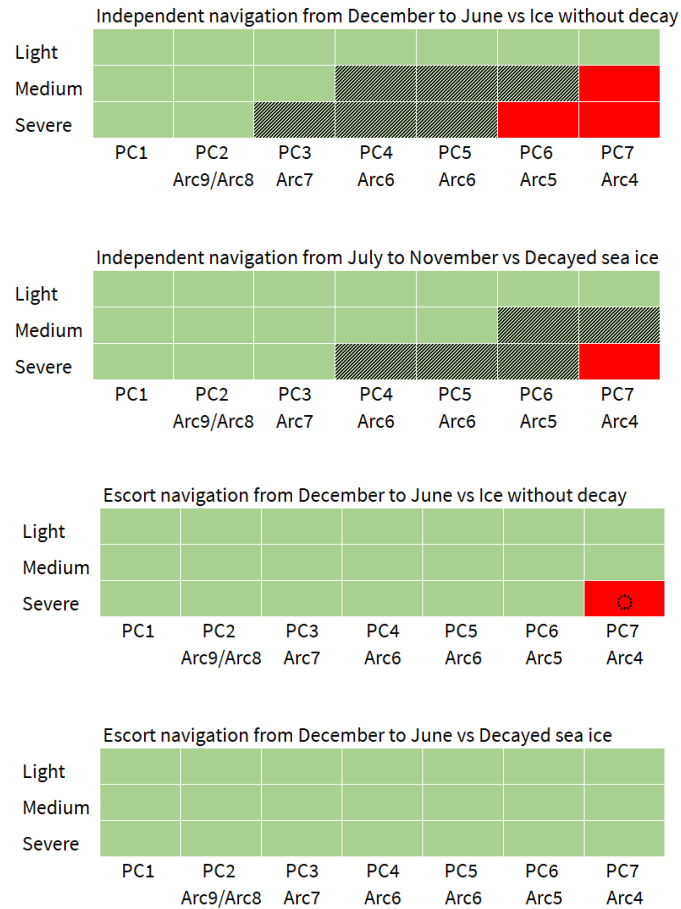 Independent navigation from December to June vs Ice without decay
Light
Medium
Severe
PC1 PC2 PC3 PC4 PC5 PC6 PC7
Arc9/Arc8 Arc7 Arc6 Arc6 Arc5 Arc4
Independent navigation from July to November vs Decayed sea ice
Light
Medium
Severe
PC1 PC2 PC3 PC4 PC5 PC6 PC7
Arc9/Arc8 Arc7 Arc6 Arc6 Arc5 Arc4
Escort navigation from December to June vs Ice without decay
Light
Medium
Severe
PC1 PC2 PC3 PC4 PC5 PC6 PC7
Arc9/Arc8 Arc7 Arc6 Arc6 Arc5 Arc4
Escort navigation from December to June vs Decayed sea ice
Light
Medium
Severe
PC1 PC2 PC3 PC4 PC5 PC6 PC7
Arc9/Arc8 Arc7 Arc6 Arc6 Arc5 Arc4